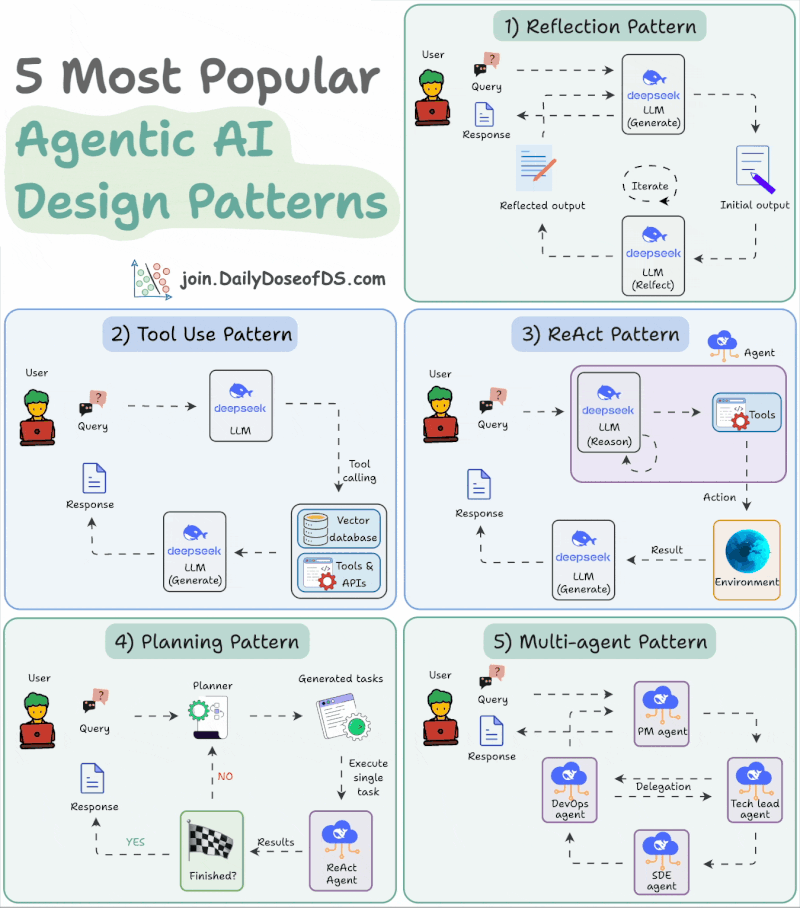 5 Most Popular
Agentic AI
Design Patterns
join.DailyDoseofDS.com
1) Reflection Pattern
User
Query
Response
deepseek
LLM
(Generate)
Reflected output
Iterate
Initial output
deepseek
LLM
(Relfect)
2) Tool Use Pattern
User
Query
deepseek
LLM
Tool
calling
Response
deepseek
LLM
(Generate)
Vector
database
Tools &
APIs
3) ReAct Pattern
Agent
User
Query
deepseek
LLM
(Reason)
Tools
Action
Response
deepseek
LLM
(Generate)
Result
Environment
4) Planning Pattern
User
Query
Planner
Generated tasks
NO
Execute
single
task
Response
YES
Finished?
Results
ReAct
Agent
5) Multi-agent Pattern
User
Query
Response
PM agent
DevOps
agent
Delegation
Tech lead
agent
SDE
agent